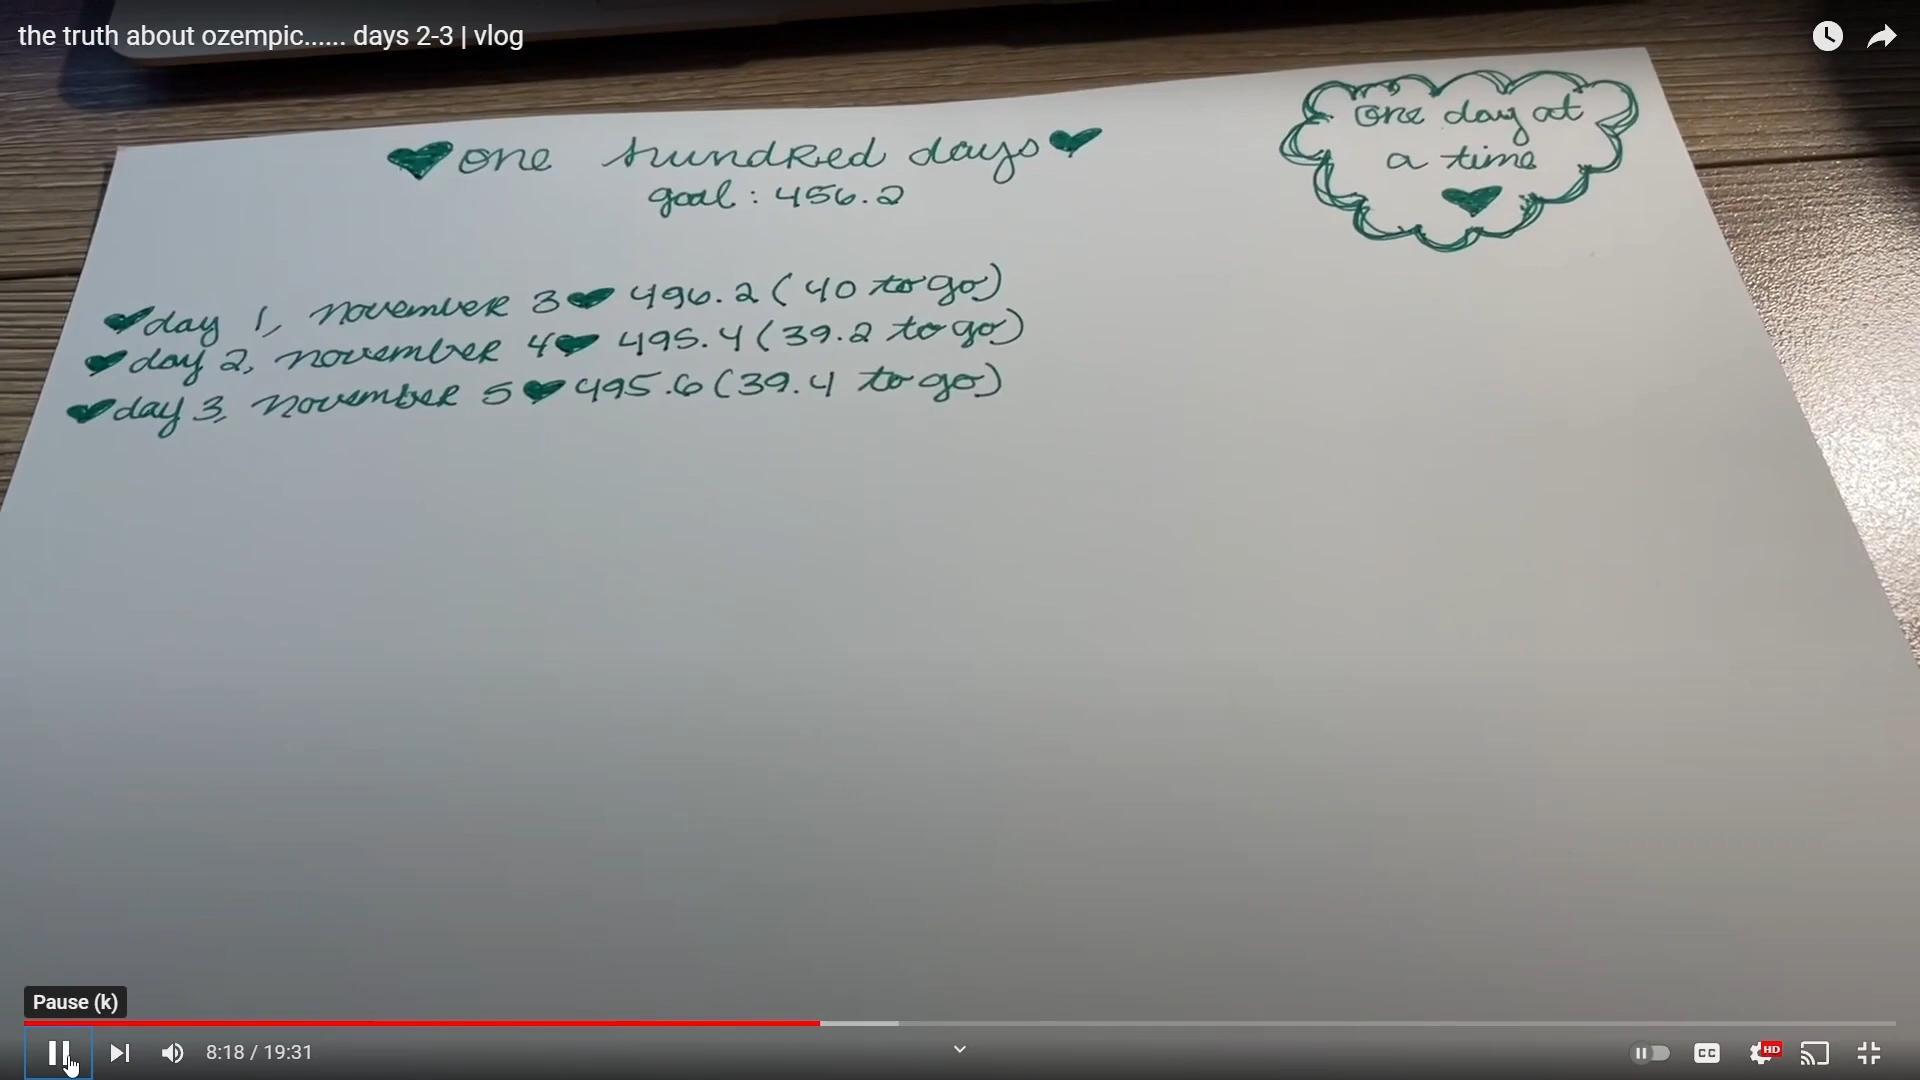 the truth about ozempic...... days 2-3 | vlog
one day at
a time
one hundred days
goal : 456.2
day 1, november 3 496.2 (40 to go)
day 2, november 4 495.4 (39.2 to go)
day 3, november 5 495.6 (39.4 to go)
Pause (k)
8:18 / 19:31
CC
HD